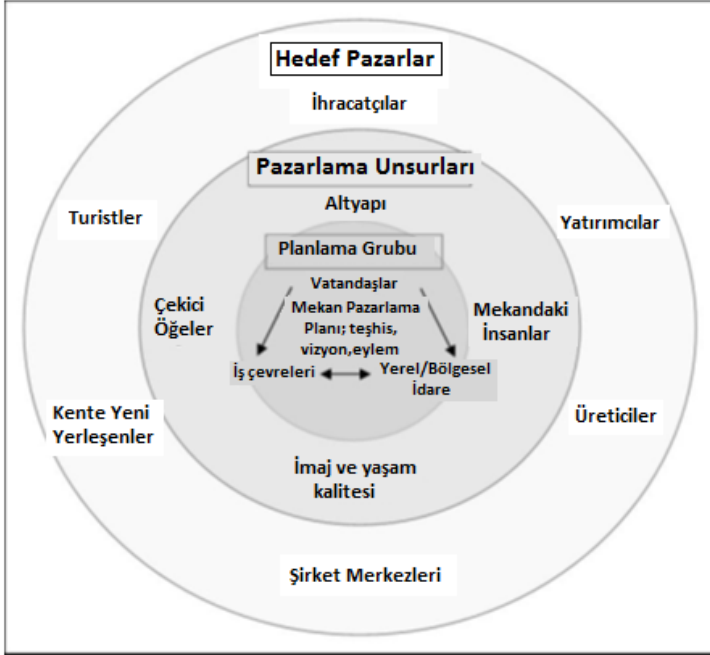 Hedef Pazarlar
İhracatçılar
Pazarlama Unsurları
Altyapı
Turistler
Yatırımcılar
Planlama Grubu
Vatandaşlar
Mekan Pazarlama
Planı; teşhis,
vizyon,eylem
Çekici
Öğeler
Mekandaki
İnsanlar
İş çevreleri
Yerel/Bölgesel
İdare
Kente Yeni
Yerleşenler
Üreticiler
İmaj ve yaşam
kalitesi
Şirket Merkezleri